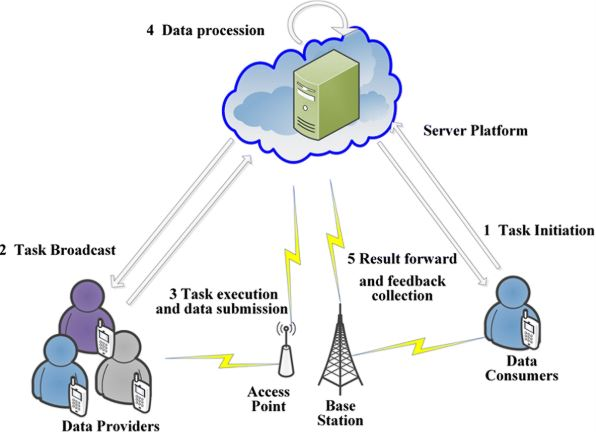 4 Data procession
Server Platform
1 Task Initiation
2 Task Broadcast
5 Result forward
and feedback
collection
3 Task execution
and data submission
Access
Point
Base
Station
Data
Consumers
Data Providers